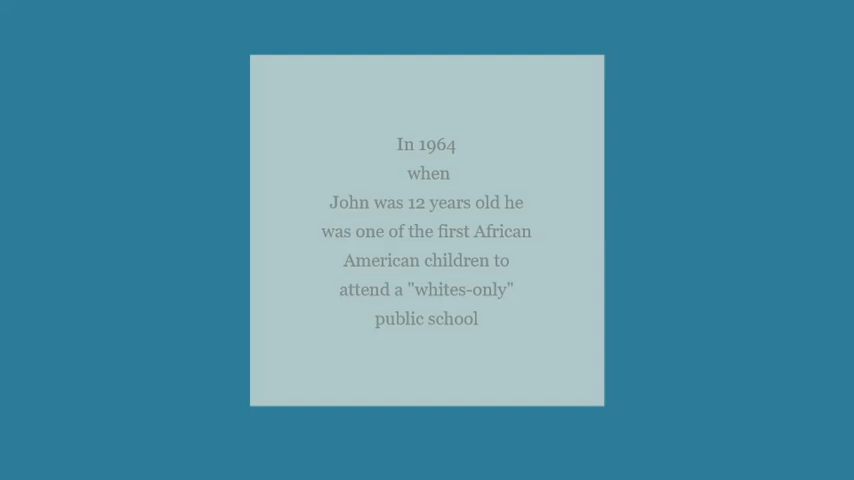 In 1964
when
John was 12 years old he
was one of the first African
American children to
attend a "whites-only"
public school